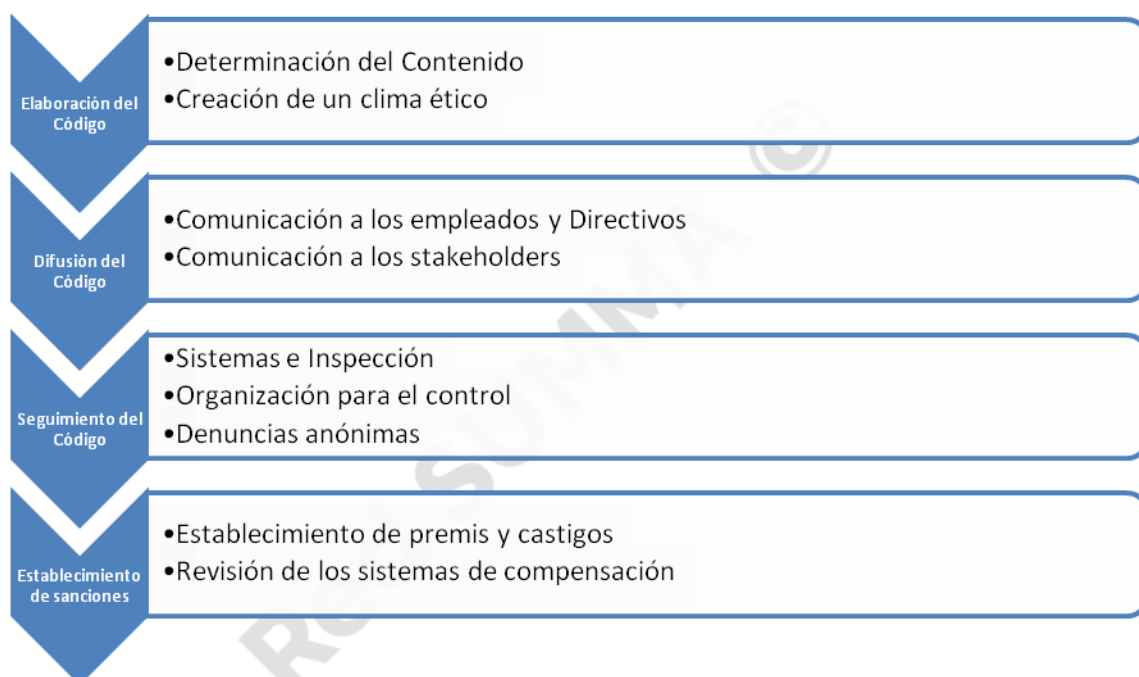 Elaboración del
Código
•Determinación del Contenido
•Creación de un clima ético
Difusión del
Código
•Comunicación a los empleados y Directivos
•Comunicación a los stakeholders
Seguimiento del
Código
•Sistemas e Inspección
•Organización para el control
•Denuncias anónimas
Establecimiento
de sanciones
•Establecimiento de premis y castigos
•Revisión de los sistemas de compensación
Red SUMMA ©